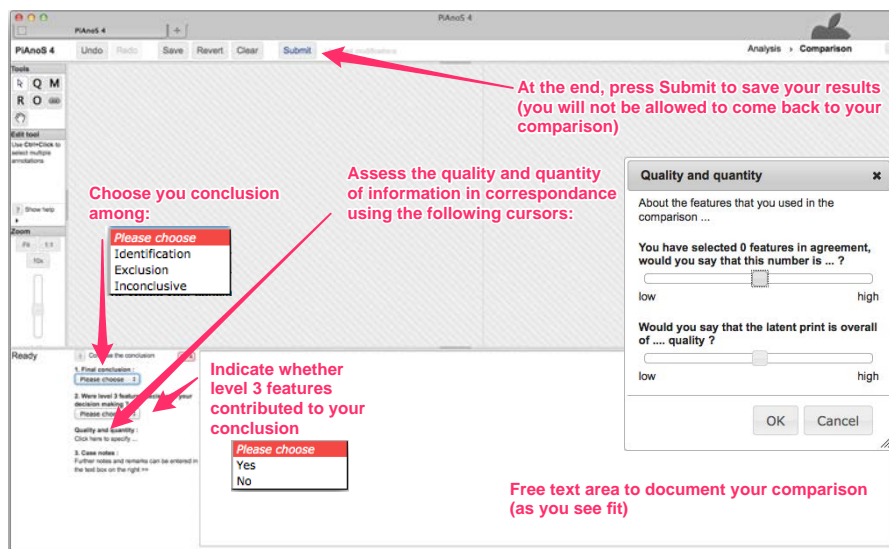 PiAnoS 4
PiAnoS 4
PiAnoS 4
Undo
Redo
Save
Revert
Clear
Submit
Analysis › Comparison
Tools
Q M
R O
Edit tool
Use Ctrl+Click to
select multiple
annotations
? Show help
Zoom
Fit 1:1
At the end, press Submit to save your results
(you will not be allowed to come back to your
comparison)
Assess the quality and quantity
of information in correspondance
using the following cursors:
Choose you conclusion
among:
Please choose
Identification
Exclusion
Inconclusive
Quality and quantity
About the features that you used in the
comparison ...
You have selected 0 features in agreement,
would you say that this number is ... ?
low high
Would you say that the latent print is overall
of .... quality ?
low high
OK Cancel
Ready
the conclusion
1. Final conclusion :
Please choose
2. Were level 3 your
decision making
Please
Quality and quantity :
Click here to specify ...
3. Case notes :
Further notes and remarks can be entered in
the text box on the right >>
Indicate whether
level 3 features
contributed to your
conclusion
Please choose
Yes
No
Free text area to document your comparison
(as you see fit)